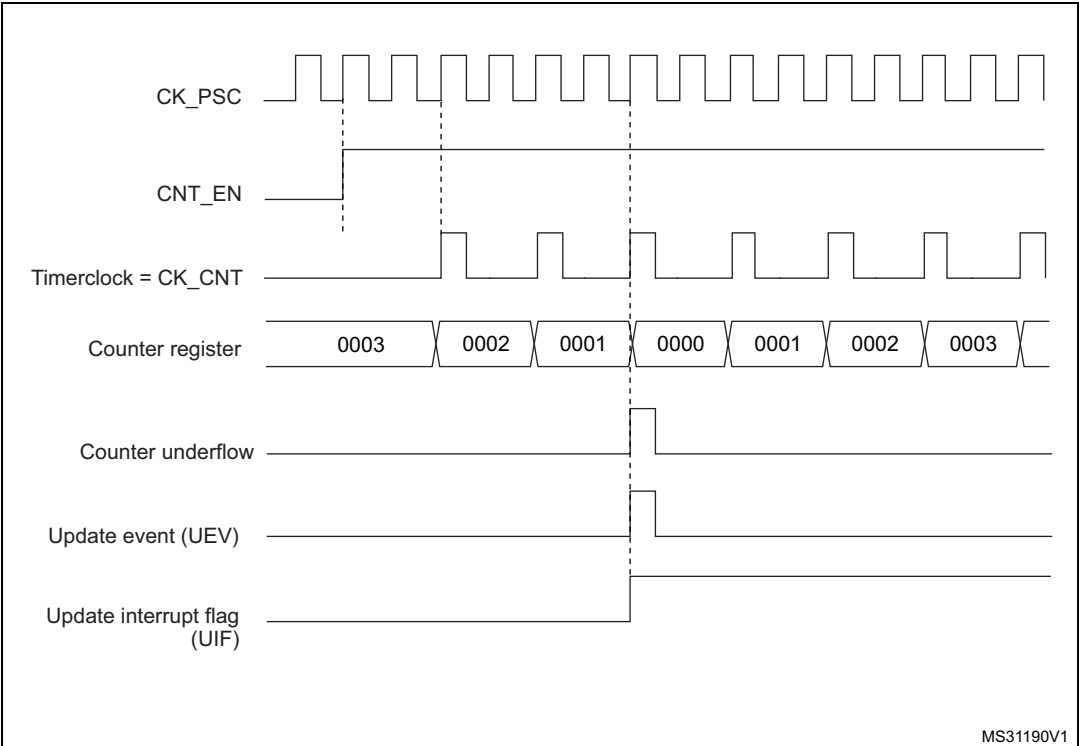 CK_PSC
CNT_EN
Timerclock = CK_CNT
Counter register
0003 0002 0001 0000 0001 0002 0003
Counter underflow
Update event (UEV)
Update interrupt flag
(UIF)
MS31190V1